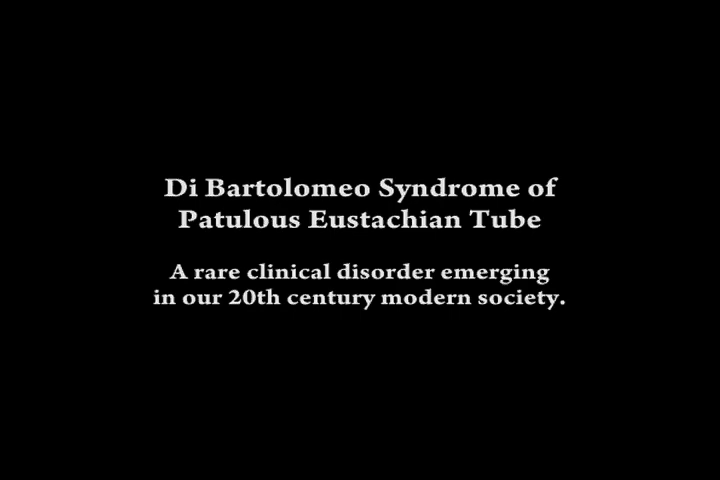 Di Bartolomeo Syndrome of
Patulous Eustachian Tube
A rare clinical disorder emerging
in our 20th century modern society.